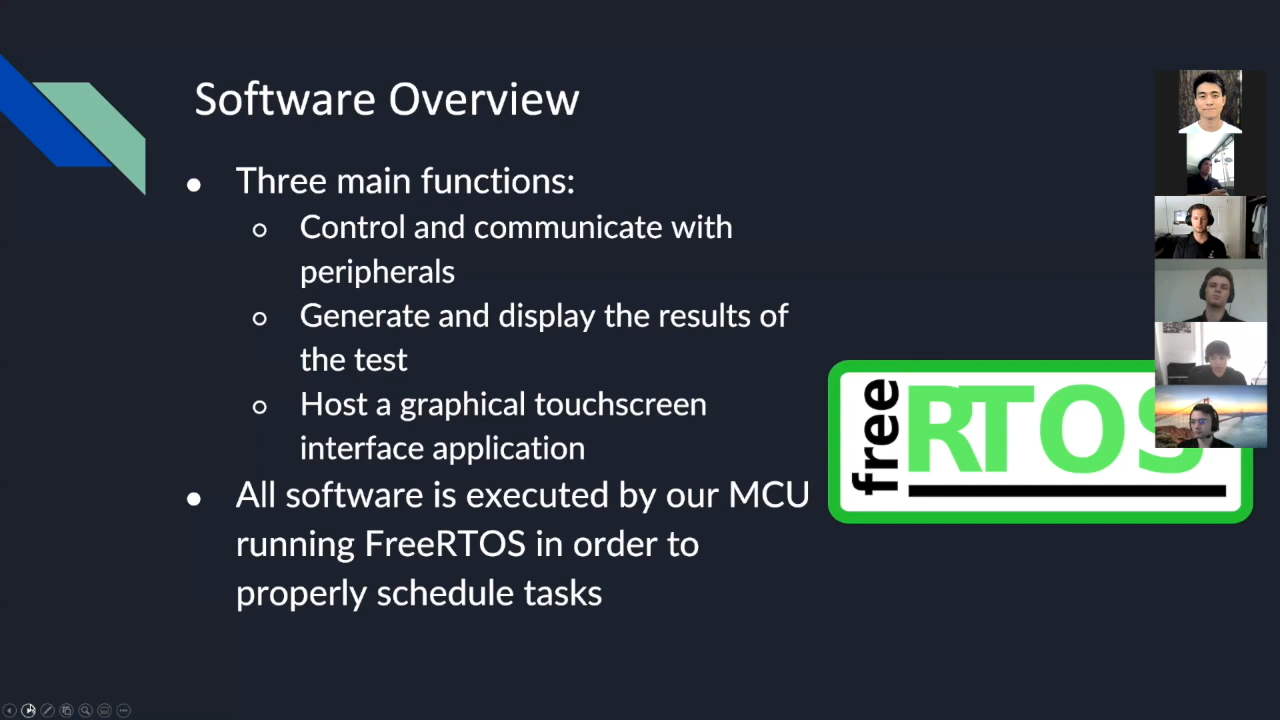 Software Overview
● Three main functions:
○ Control and communicate with
peripherals
○ Generate and display the results of
the test
○ Host a graphical touchscreen
interface application
● All software is executed by our MCU
running FreeRTOS in order to
properly schedule tasks
free
RTOS